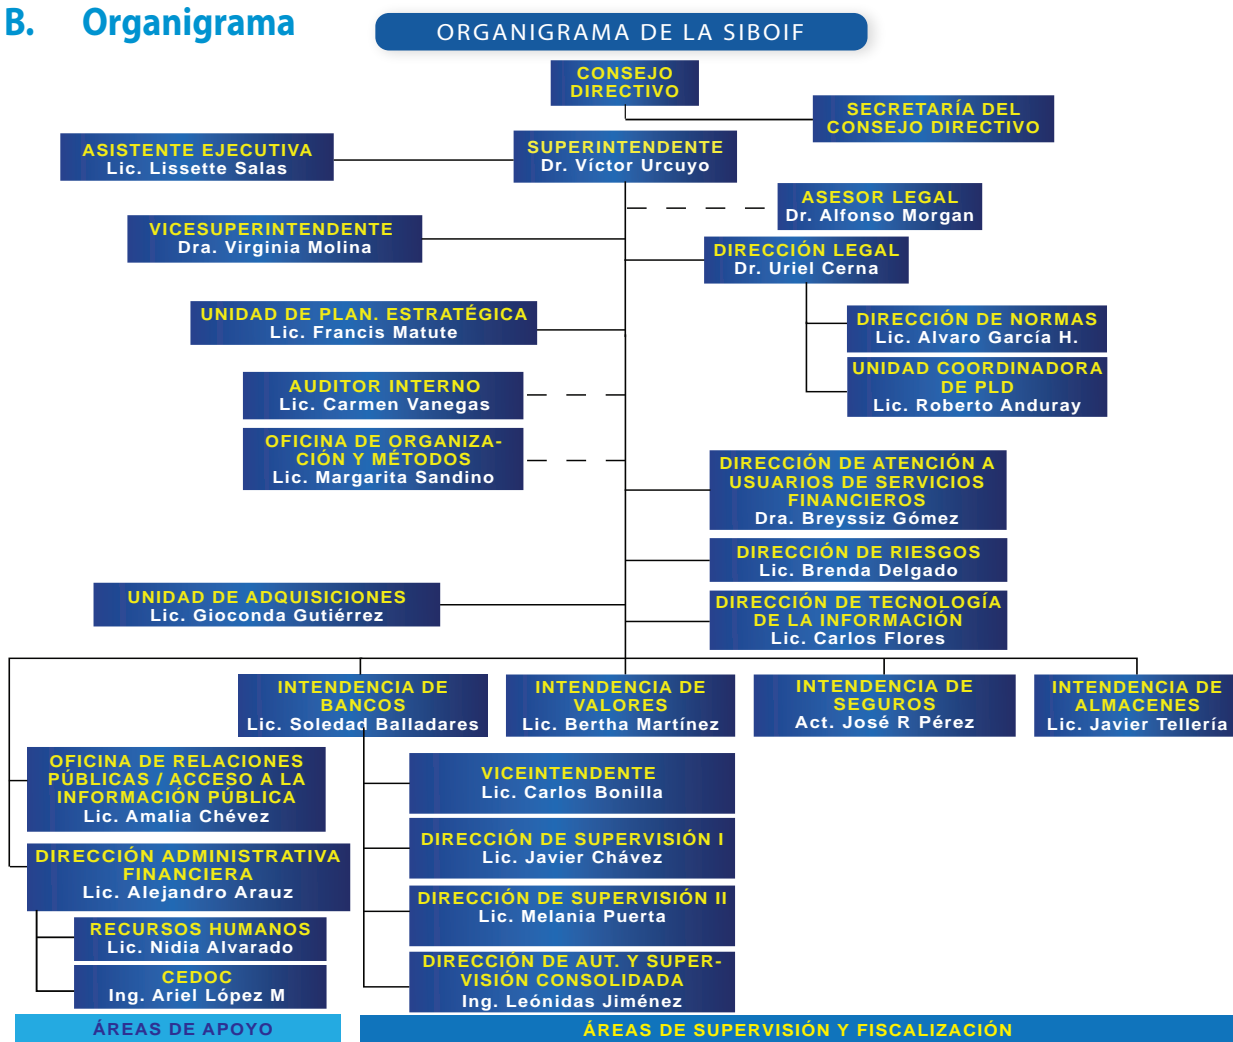 B. Organigrama
ORGANIGRAMA DE LA SIBOIF
CONSEJO
DIRECTIVO
SECRETARÍA DEL
CONSEJO DIRECTIVO
ASISTENTE EJECUTIVA
Lic. Lissette Salas
SUPERINTENDENTE
Dr. Víctor Urcuyo
ASESOR LEGAL
Dr. Alfonso Morgan
VICESUPERINTENDENTE
Dra. Virginia Molina
DIRECCIÓN LEGAL
Dr. Uriel Cerna
UNIDAD DE PLAN. ESTRATÉGICA
Lic. Francis Matute
DIRECCIÓN DE NORMAS
Lic. Alvaro García H.
UNIDAD COORDINADORA
DE PLD
Lic. Roberto Anduray
AUDITOR INTERNO
Lic. Carmen Vanegas
OFICINA DE ORGANIZA-
CIÓN Y MÉTODOS
Lic. Margarita Sandino
DIRECCIÓN DE ATENCIÓN A
USUARIOS DE SERVICIOS
FINANCIEROS
Dra. Breyssiz Gómez
DIRECCIÓN DE RIESGOS
Lic. Brenda Delgado
UNIDAD DE ADQUISICIONES
Lic. Gioconda Gutiérrez
DIRECCIÓN DE TECNOLOGÍA
DE LA INFORMACIÓN
Lic. Carlos Flores
INTENDENCIA DE
BANCOS
Lic. Soledad Balladares
INTENDENCIA DE
VALORES
Lic. Bertha Martínez
INTENDENCIA DE
SEGUROS
Act. José R Pérez
INTENDENCIA DE
ALMACENES
Lic. Javier Tellería
OFICINA DE RELACIONES
PÚBLICAS / ACCESO A LA
INFORMACIÓN PÚBLICA
Lic. Amalia Chévez
DIRECCIÓN ADMINISTRATIVA
FINANCIERA
Lic. Alejandro Arauz
RECURSOS HUMANOS
Lic. Nidia Alvarado
CEDOC
Ing. Ariel López M
VICEINTENDENTE
Lic. Carlos Bonilla
DIRECCIÓN DE SUPERVISIÓN I
Lic. Javier Chávez
DIRECCIÓN DE SUPERVISIÓN II
Lic. Melania Puerta
DIRECCIÓN DE AUT. Y SUPER-
VISIÓN CONSOLIDADA
Ing. Leónidas Jiménez
ÁREAS DE APOYO
ÁREAS DE SUPERVISIÓN Y FISCALIZACIÓN